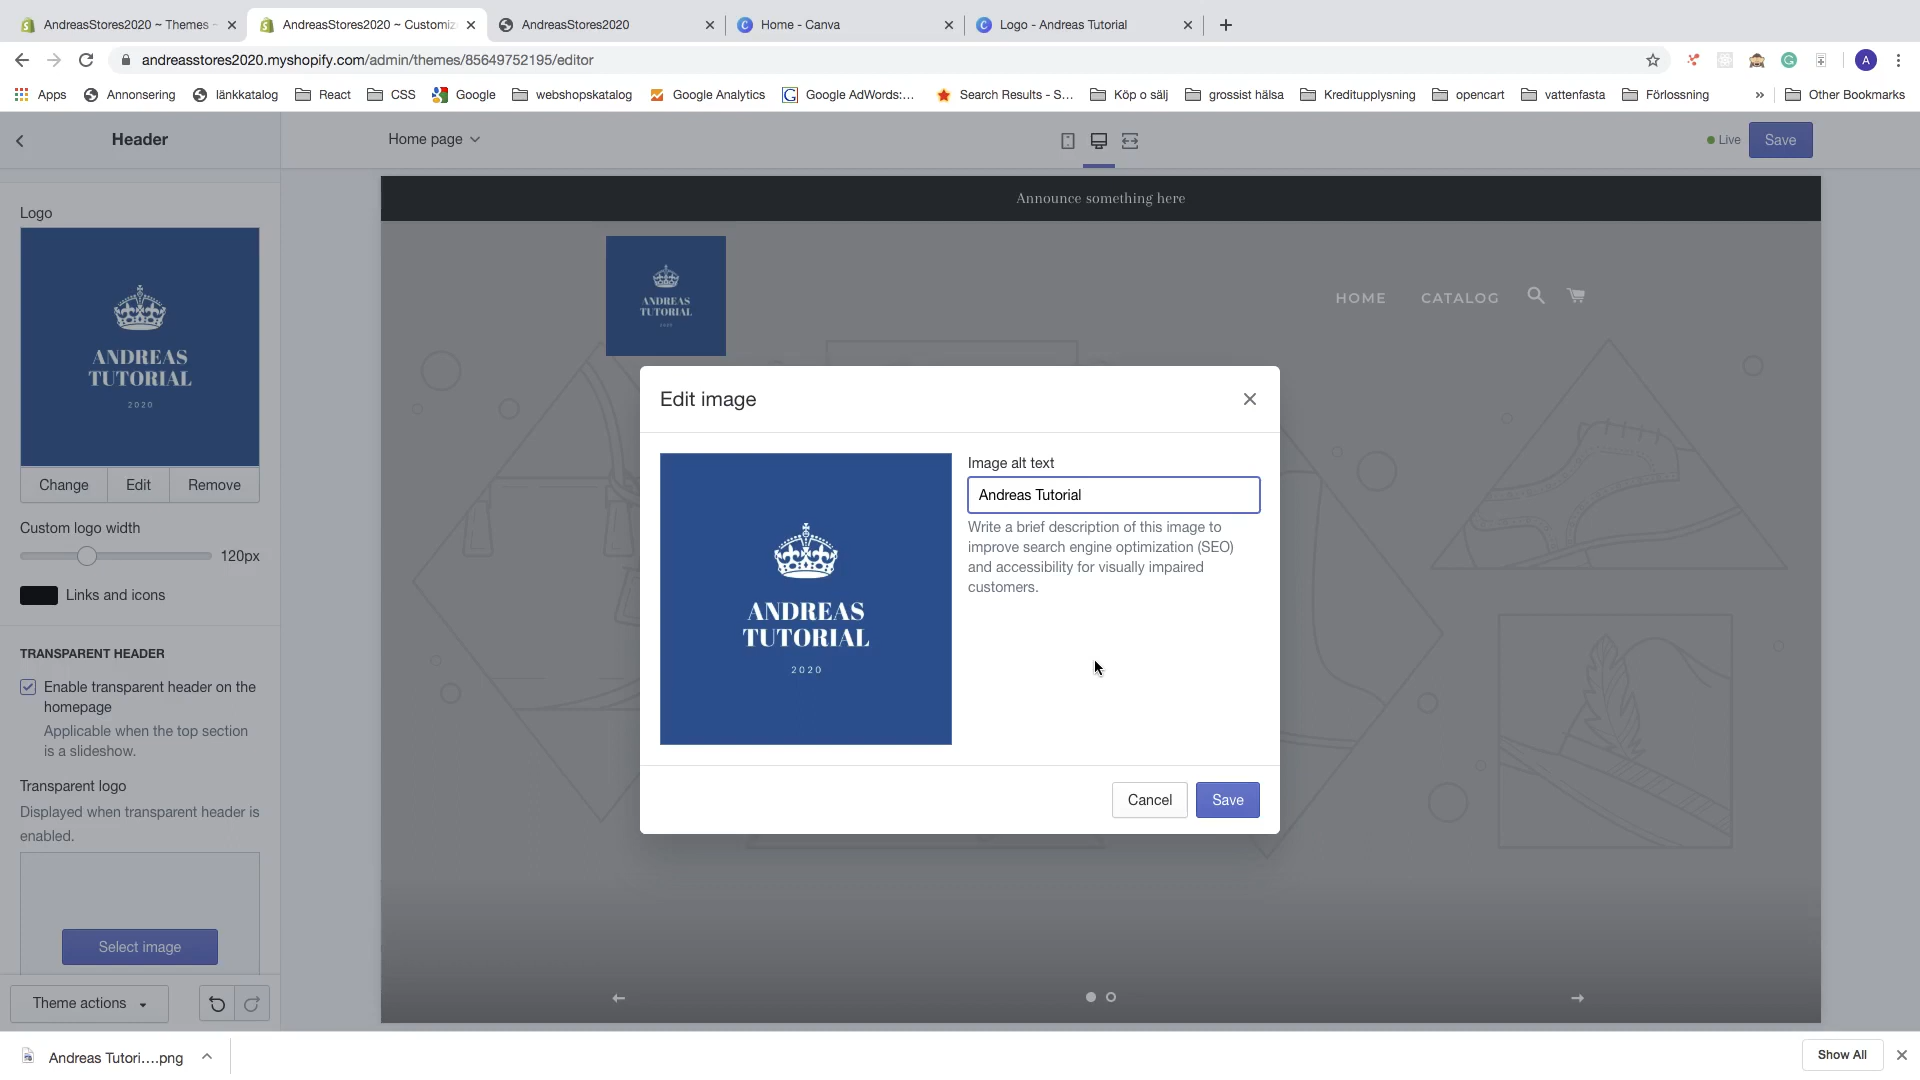 AndreasStores2020 ~ Themes ~
AndreasStores2020 ~ Customiz
AndreasStores2020
Home - Canva
Logo - Andreas Tutorial
andreasstores2020.myshopify.com/admin/themes/85649752195/editor
A
Apps
Annonsering
länkkatalog
React
CSS
Google
webshopskatalog
Google Analytics
Google AdWords:...
Search Results - S...
Köp o sälj
grossist hälsa
Kreditupplysning
opencart
vattenfasta
Förlossning
»
Other Bookmarks
Header
Home page
Live
Save
Logo
ANDREAS
TUTORIAL
2020
Change
Edit
Remove
Custom logo width
120px
Links and icons
TRANSPARENT HEADER
Enable transparent header on the
homepage
Applicable when the top section
is a slideshow.
Transparent logo
Displayed when transparent header is
enabled.
Select image
Theme actions
Announce something here
ANDREAS
TUTORIAL
2020
HOME
CATALOG
Edit image
ANDREAS
TUTORIAL
2020
Image alt text
Andreas Tutorial
Write a brief description of this image to
improve search engine optimization (SEO)
and accessibility for visually impaired
customers.
Cancel
Save
Andreas Tutori....png
Show All